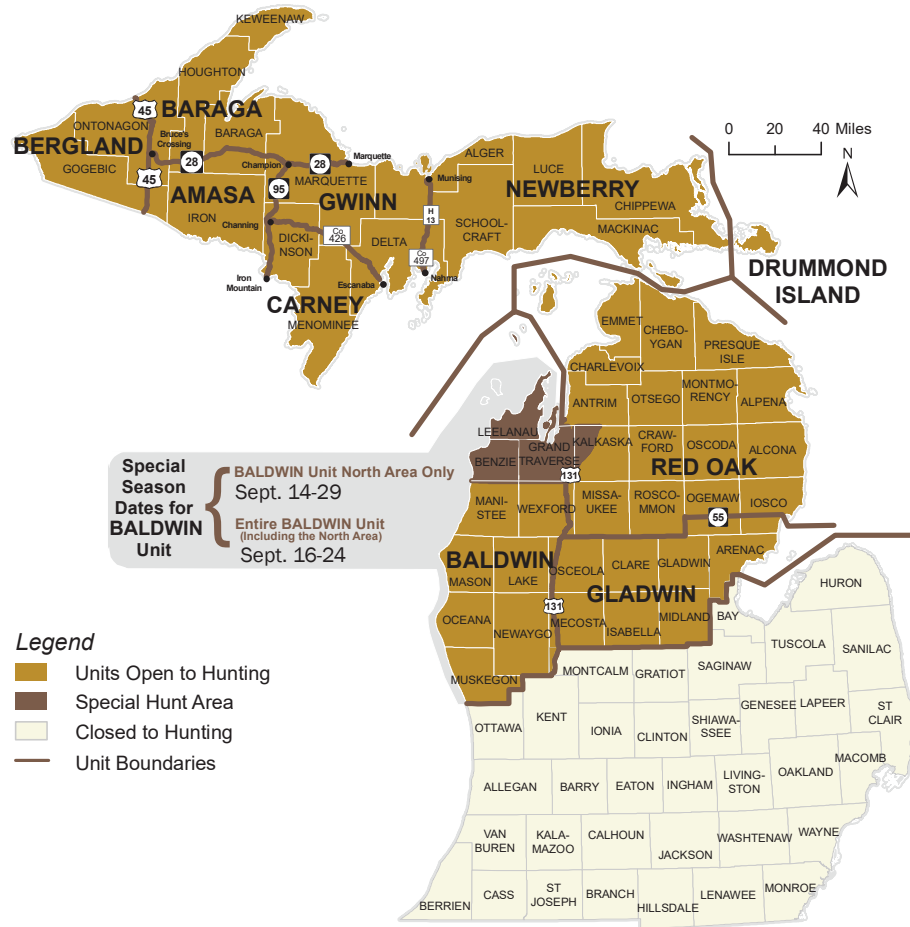 KEWEENAW
HOUGHTON
45
BARAGA
ONTONAGON
Bruce's
Crossing
BARAGA
BERGLAND
GOGEBIC
28
Champion
28
Marquette
45
AMASA
95
MARQUETTE
GWINN
IRON
Channing
DICKI-
NSON
Co
426
DELTA
Iron
Mountain
Escanaba
CARNEY
MENOMINEE
ALGER
Munising
LUCE
NEWBERRY
CHIPPEWA
H
13
SCHOOL-
CRAFT
MACKINAC
Co
497
Nahma
0 20 40 Miles
N
DRUMMOND
ISLAND
EMMET
CHEBO-
YGAN
PRESQUE
ISLE
CHARLEVOIX
ANTRIM
OTSEGO
MONTMO-
RENCY
ALPENA
LEELANAU
GRAND
TRAVERSE
KALKASKA
CRAW-
FORD
OSCODA
ALCONA
BENZIE
RED OAK
131
MANI-
STEE
WEXFORD
MISSA-
UKEE
ROSCO-
MMON
OGEMAW
IOSCO
55
Special
Season
Dates for
BALDWIN
Unit
BALDWIN Unit North Area Only
Sept. 14-29
Entire BALDWIN Unit
(Including the North Area)
Sept. 16-24
BALDWIN
MASON
LAKE
OSCEOLA
CLARE
GLADWIN
ARENAC
GLADWIN
131
OCEANA
NEWAYGO
MECOSTA
ISABELLA
MIDLAND
BAY
HURON
MUSKEGON
MONTCALM
GRATIOT
SAGINAW
TUSCOLA
SANILAC
Legend
Units Open to Hunting
Special Hunt Area
Closed to Hunting
Unit Boundaries
OTTAWA
KENT
IONIA
CLINTON
SHIAWA-
SSEE
GENESEE
LAPEER
ST
CLAIR
ALLEGAN
BARRY
EATON
INGHAM
LIVING-
STON
OAKLAND
MACOMB
VAN
BUREN
KALA-
MAZOO
CALHOUN
JACKSON
WASHTENAW
WAYNE
BERRIEN
CASS
ST
JOSEPH
BRANCH
HILLSDALE
LENAWEE
MONROE